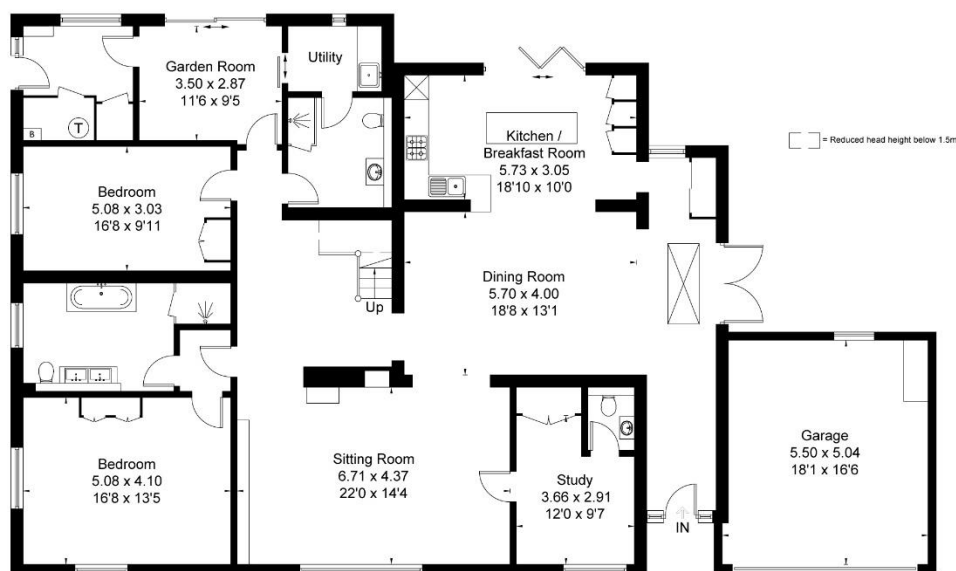 Garden Room
3.50 x 2.87
11'6 x 9'5
Utility
B
T
Kitchen /
Breakfast Room
5.73 x 3.05
18'10 x 10'0
= Reduced head height below 1.5m
Bedroom
5.08 x 3.03
16'8 x 9'11
Dining Room
5.70 x 4.00
18'8 x 13'1
Up
Bedroom
5.08 x 4.10
16'8 x 13'5
Sitting Room
6.71 x 4.37
22'0 x 14'4
Study
3.66 x 2.91
12'0 x 9'7
IN
Garage
5.50 x 5.04
18'1 x 16'6